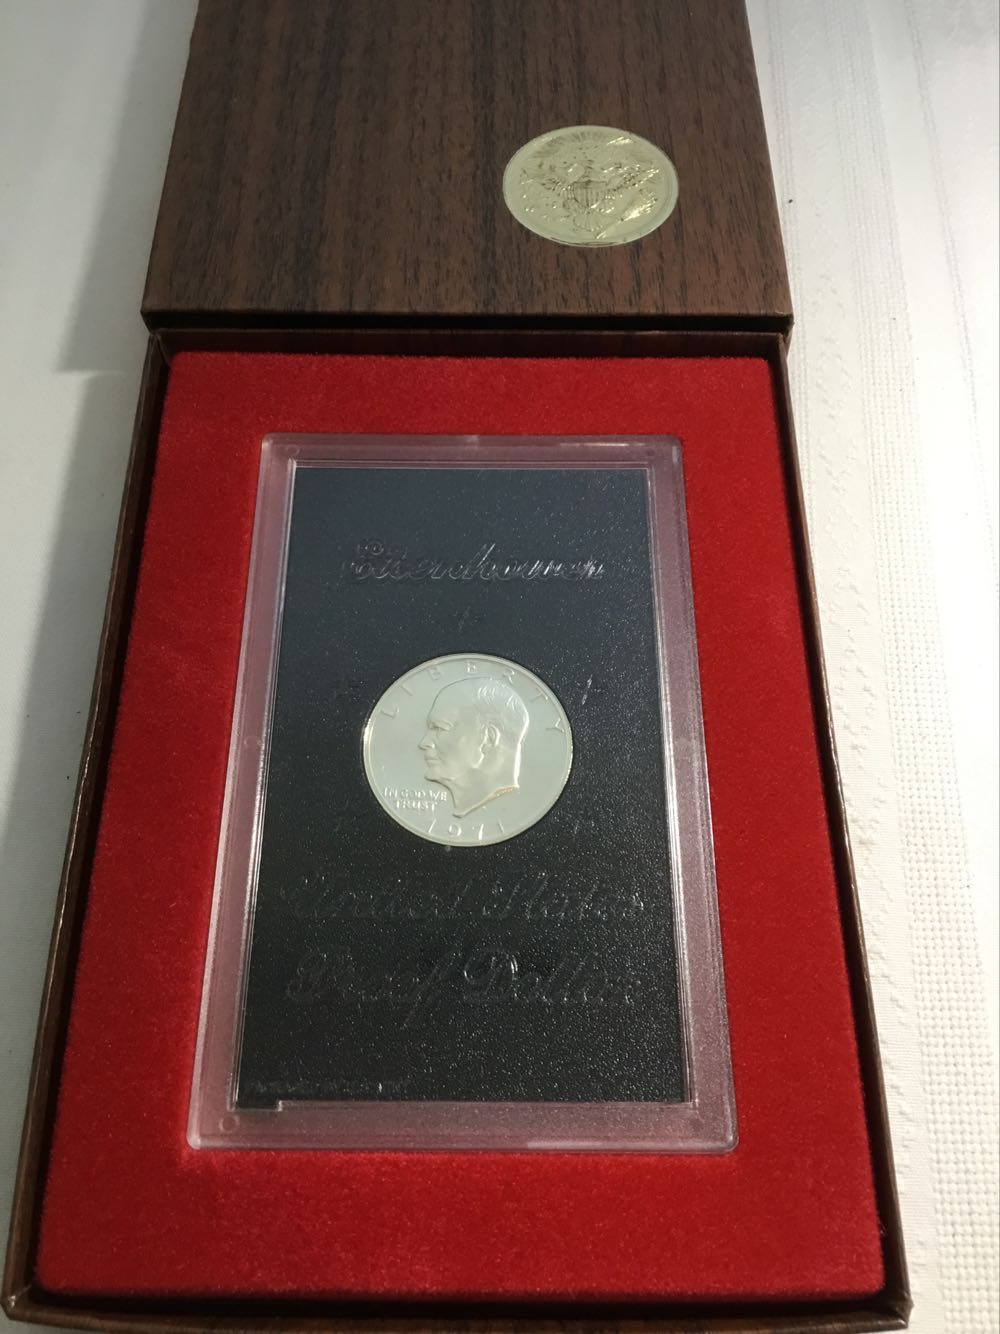 Eisenhower
LIBERTY
IN GOD WE
TRUST
1971
United States
Proof Dollar